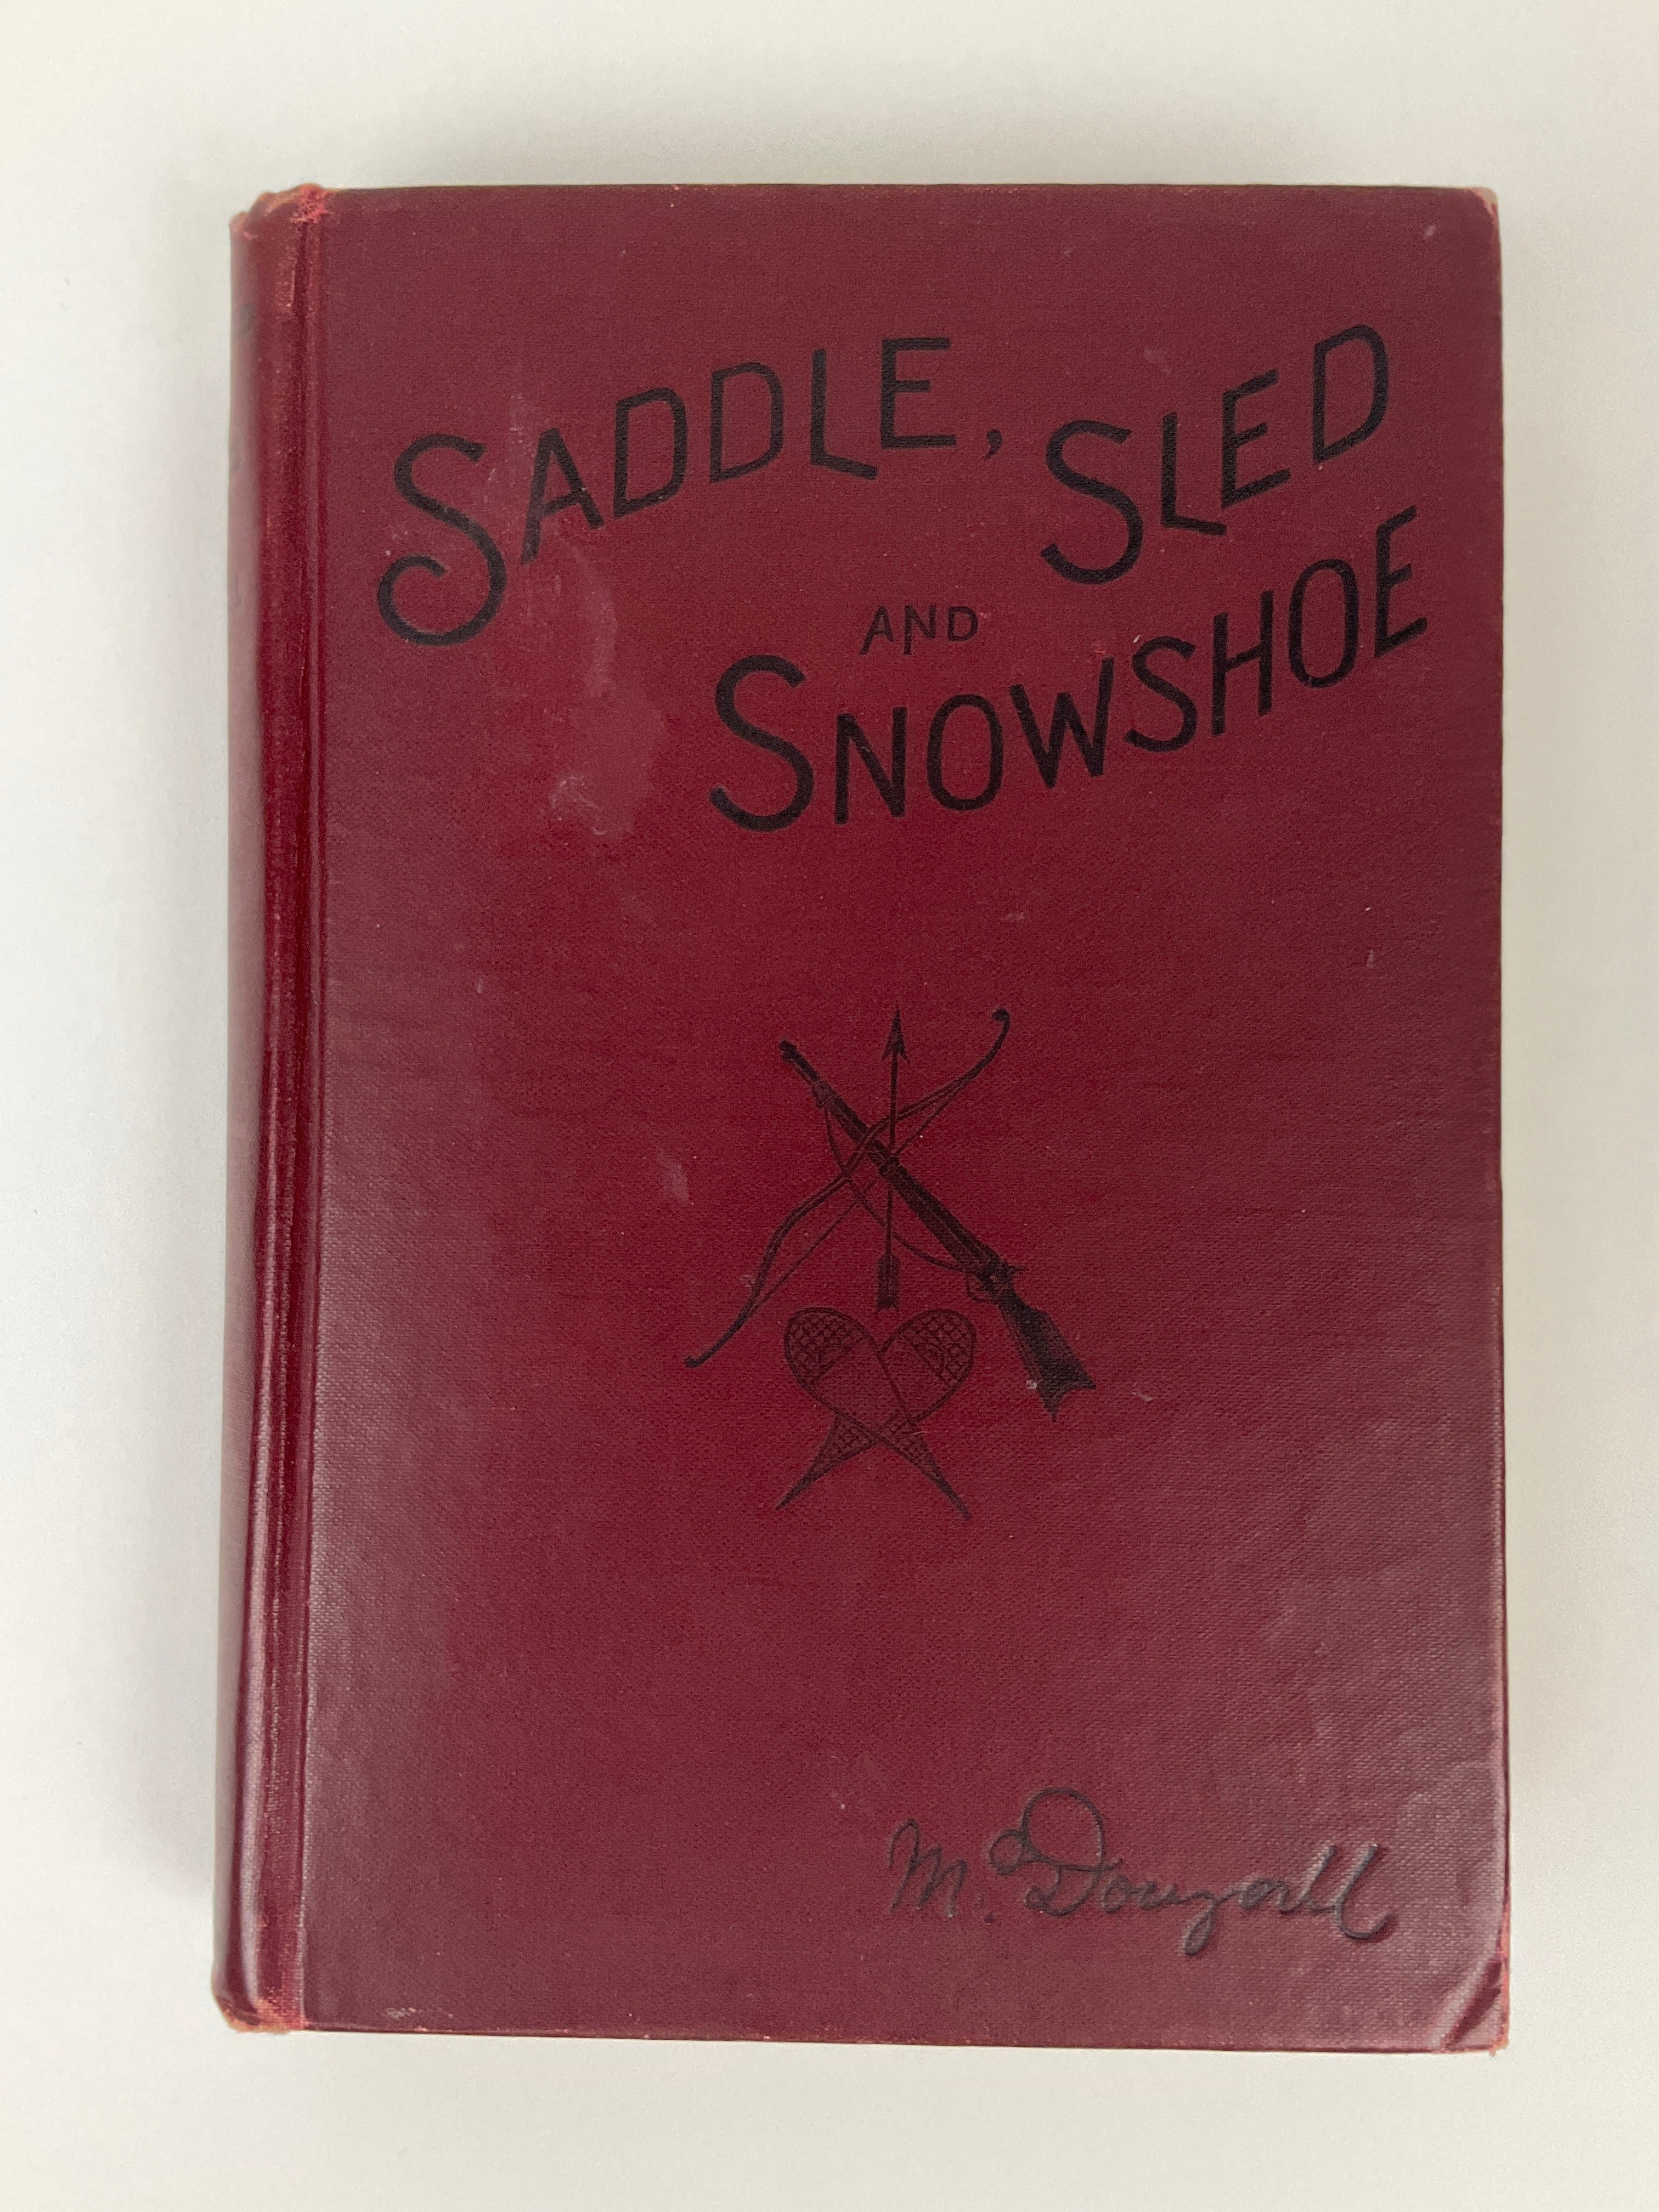 SADDLE, SLED
AND
SNOWSHOE
McDougall